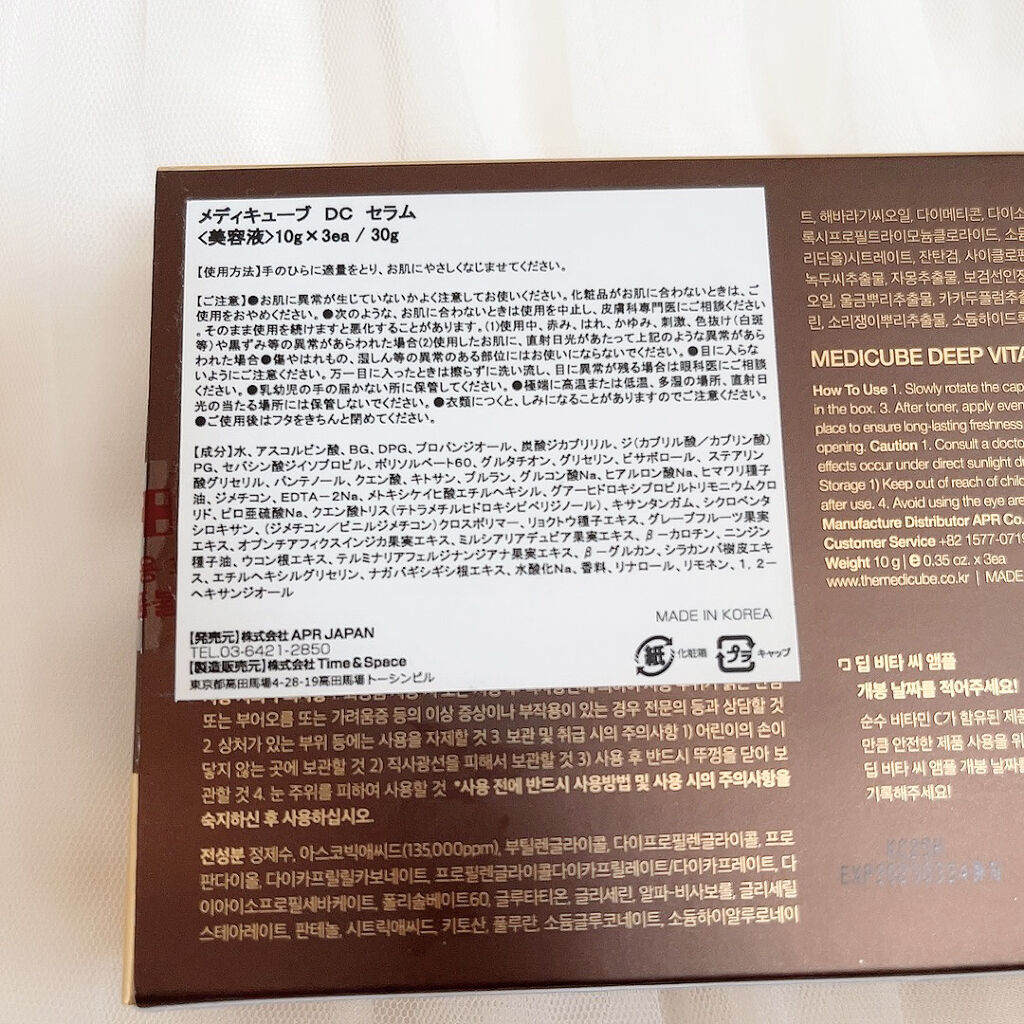 メディキューブ DC セラム
<美容液>10g×3ea / 30g
【使用方法】手のひらに適量をとり、お肌にやさしくなじませてください。
【ご注意】●お肌に異常が生じていないかよく注意してお使いください。化粧品がお肌に合わないときは、ご
使用をおやめください。●次のような、お肌に合わないときは使用を中止し、皮膚科専門医にご相談ください
。そのまま使用を続けますと悪化することがあります。(1)使用中、赤み、はれ、かゆみ、刺激、色抜け(白斑
等)や黒ずみ等の異常があらわれた場合(2)使用したお肌に、直射日光があたって上記のような異常があら
われた場合●傷やはれもの、湿しん等の異常のある部位にはお使いにならないでください。●目に入らな
いようにご注意ください。万一目に入ったときは擦らずに洗い流し、目に異常が残る場合は眼科医にご相談
ください。●乳幼児の手の届かない所に保管してください。●極端に高温または低温、多湿の場所、直射日
光の当たる場所には保管しないでください。●衣類につくと、しみになることがありますのでご注意ください。
●ご使用後はフタをきちんと閉めてください。
【成分】水、アスコルビン酸、BG、DPG、プロパンジオール、炭酸ジカプリリル、ジ(カプリル酸/カプリン酸)
PG、セバシン酸ジイソプロピル、ポリソルベート60、グルタチオン、グリセリン、ビサボロール、ステアリン
酸グリセリル、パンテノール、クエン酸、キトサン、プルラン、グルコン酸Na、ヒアルロン酸Na、ヒマワリ種子
油、ジメチコン、EDTA-2Na、メトキシケイヒ酸エチルヘキシル、グアーヒドロキシプロピルトリモニウムクロ
リド、ピロ亜硫酸Na、クエン酸トリス(テトラメチルヒドロキシピペリジノール)、キサンタンガム、シクロペンタ
シロキサン、(ジメチコン/ビニルジメチコン)クロスポリマー、リョクトウ種子エキス、グレープフルーツ果実
エキス、オプンチアフィクスインジカ果実エキス、ミルシアリアデュビア果実エキス、β-カロチン、ニンジン
種子油、ウコン根エキス、テルミナリアフェルジナンジアナ果実エキス、β-グルカン、シラカンバ樹皮エキ
ス、エチルヘキシルグリセリン、ナガバギシギシ根エキス、水酸化Na、香料、リナロール、リモネン、1, 2-
ヘキサンジオール
MADE IN KOREA
【発売元】株式会社 APR JAPAN
TEL.03-6421-2850
【製造販売元】株式会社 Time&Space
東京都高田馬場4-28-19高田馬場トーシンビル
紙 化粧箱 プラ キャップ
또는 부어오름 또는 가려움증 등의 이상 증상이나 부작용이 있는 경우 전문의 등과 상담할 것
2. 상처가 있는 부위 등에는 사용을 자제할 것 3. 보관 및 취급 시의 주의사항 1) 어린이의 손이
닿지 않는 곳에 보관할 것 2) 직사광선을 피해서 보관할 것 3) 사용 후 반드시 뚜껑을 닫아 보
관할 것 4. 눈 주위를 피하여 사용할 것 *사용 전에 반드시 사용방법 및 사용 시의 주의사항을
숙지하신 후 사용하십시오.
전성분 정제수, 아스코빅애씨드(135,000ppm), 부틸렌글라이콜, 다이프로필렌글라이콜, 프로
판다이올, 다이카프릴릴카보네이트, 프로필렌글라이콜다이카프릴레이트/다이카프레이트, 다
이아이소프로필세바케이트, 폴리솔베이트60, 글루타티온, 글리세린, 알파-비사보롤, 글리세릴
스테아레이트, 판테놀, 시트릭애씨드, 키토산, 풀루란, 소듐글루코네이트, 소듐하이알루로네이
트, 해바라기씨오일, 다이메티콘, 다이소
록시프로필트라이모늄클로라이드, 소듐
리딘올)시트레이트, 잔탄검, 사이클로펜
녹두씨추출물, 자몽추출물, 보검선인장
오일, 울금뿌리추출물, 카카두플럼추출
린, 소리쟁이뿌리추출물, 소듐하이드로
MEDICUBE DEEP VITA
How To Use 1. Slowly rotate the cap
in the box. 3. After toner, apply even
place to ensure long-lasting freshness
opening. Caution 1. Consult a docto
effects occur under direct sunlight du
Storage 1) Keep out of reach of chil
after use. 4. Avoid using the eye are
Manufacture Distributor APR Co.
Customer Service +82 1577-0719
Weight 10 g | ℮ 0.35 oz. x 3ea
www.themedicube.co.kr | MADE
딥 비타 씨 앰플
개봉 날짜를 적어주세요!
순수 비타민 C가 함유된 제품
만큼 안전한 제품 사용을 위
딥 비타 씨 앰플 개봉 날짜를
기록해주세요!